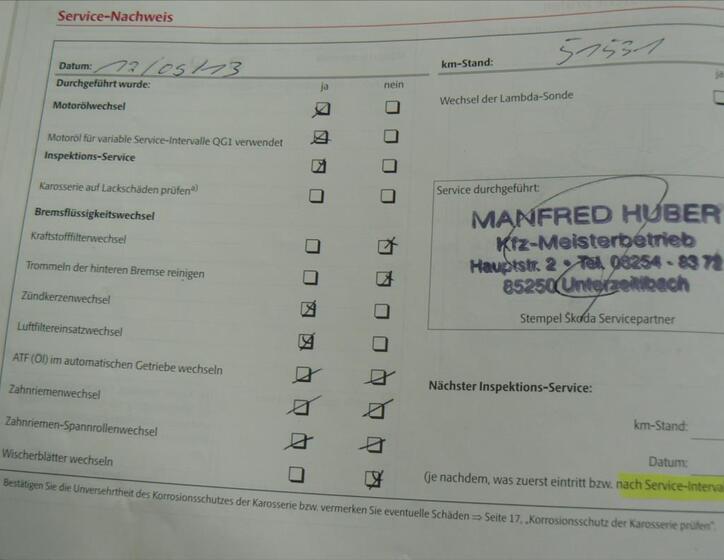 Service-Nachweis
Datum: 12/09/13
km-Stand: 51531
Durchgeführt wurde: ja nein
Motorölwechsel
Wechsel der Lambda-Sonde
Motoröl für variable Service-Intervalle QG1 verwendet
Inspektions-Service
Karosserie auf Lackschäden prüfena)
Bremsflüssigkeitswechsel
Kraftstofffilterwechsel
Trommeln der hinteren Bremse reinigen
Zündkerzenwechsel
Luftfiltereinsatzwechsel
ATF (Öl) im automatischen Getriebe wechseln
Zahnriemenwechsel
Zahnriemen-Spannrollenwechsel
Wischerblätter wechseln
Service durchgeführt:
MANFRED HUBER
Kfz-Meisterbetrieb
Hauptstr. 2 • Tel. 08254 - 83 72
85250 Unterzeitlbach
Stempel Škoda Servicepartner
Nächster Inspektions-Service:
km-Stand:
Datum:
(je nachdem, was zuerst eintritt bzw. nach Service-Interva
Bestätigen Sie die Unversehrtheit des Korrosionsschutzes der Karosserie bzw. vermerken Sie eventuelle Schäden ⇒ Seite 17, „Korrosionsschutz der Karosserie prüfen“.